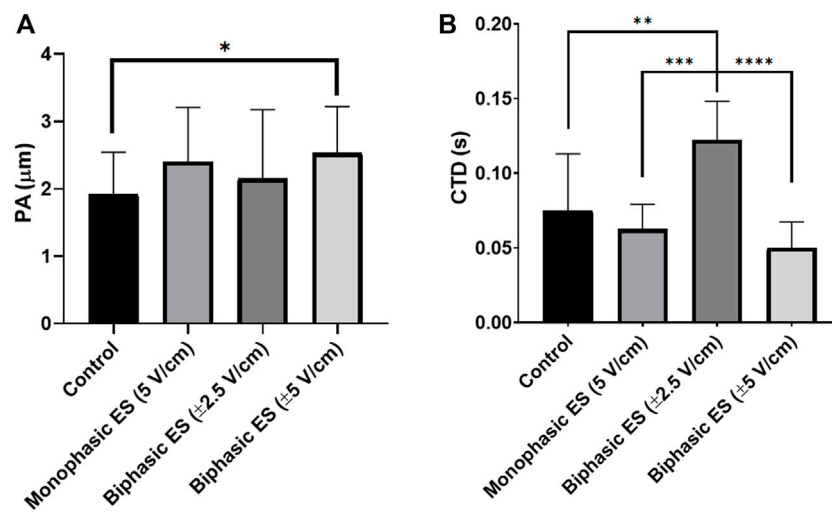 A
PA (μm)
4
3
2
1
0
*
Control
Monophasic ES (5 V/cm)
Biphasic ES (±2.5 V/cm)
Biphasic ES (±5 V/cm)
B
CTD (s)
0.20
0.15
0.10
0.05
0.00
**
***
****
Control
Monophasic ES (5 V/cm)
Biphasic ES (±2.5 V/cm)
Biphasic ES (±5 V/cm)